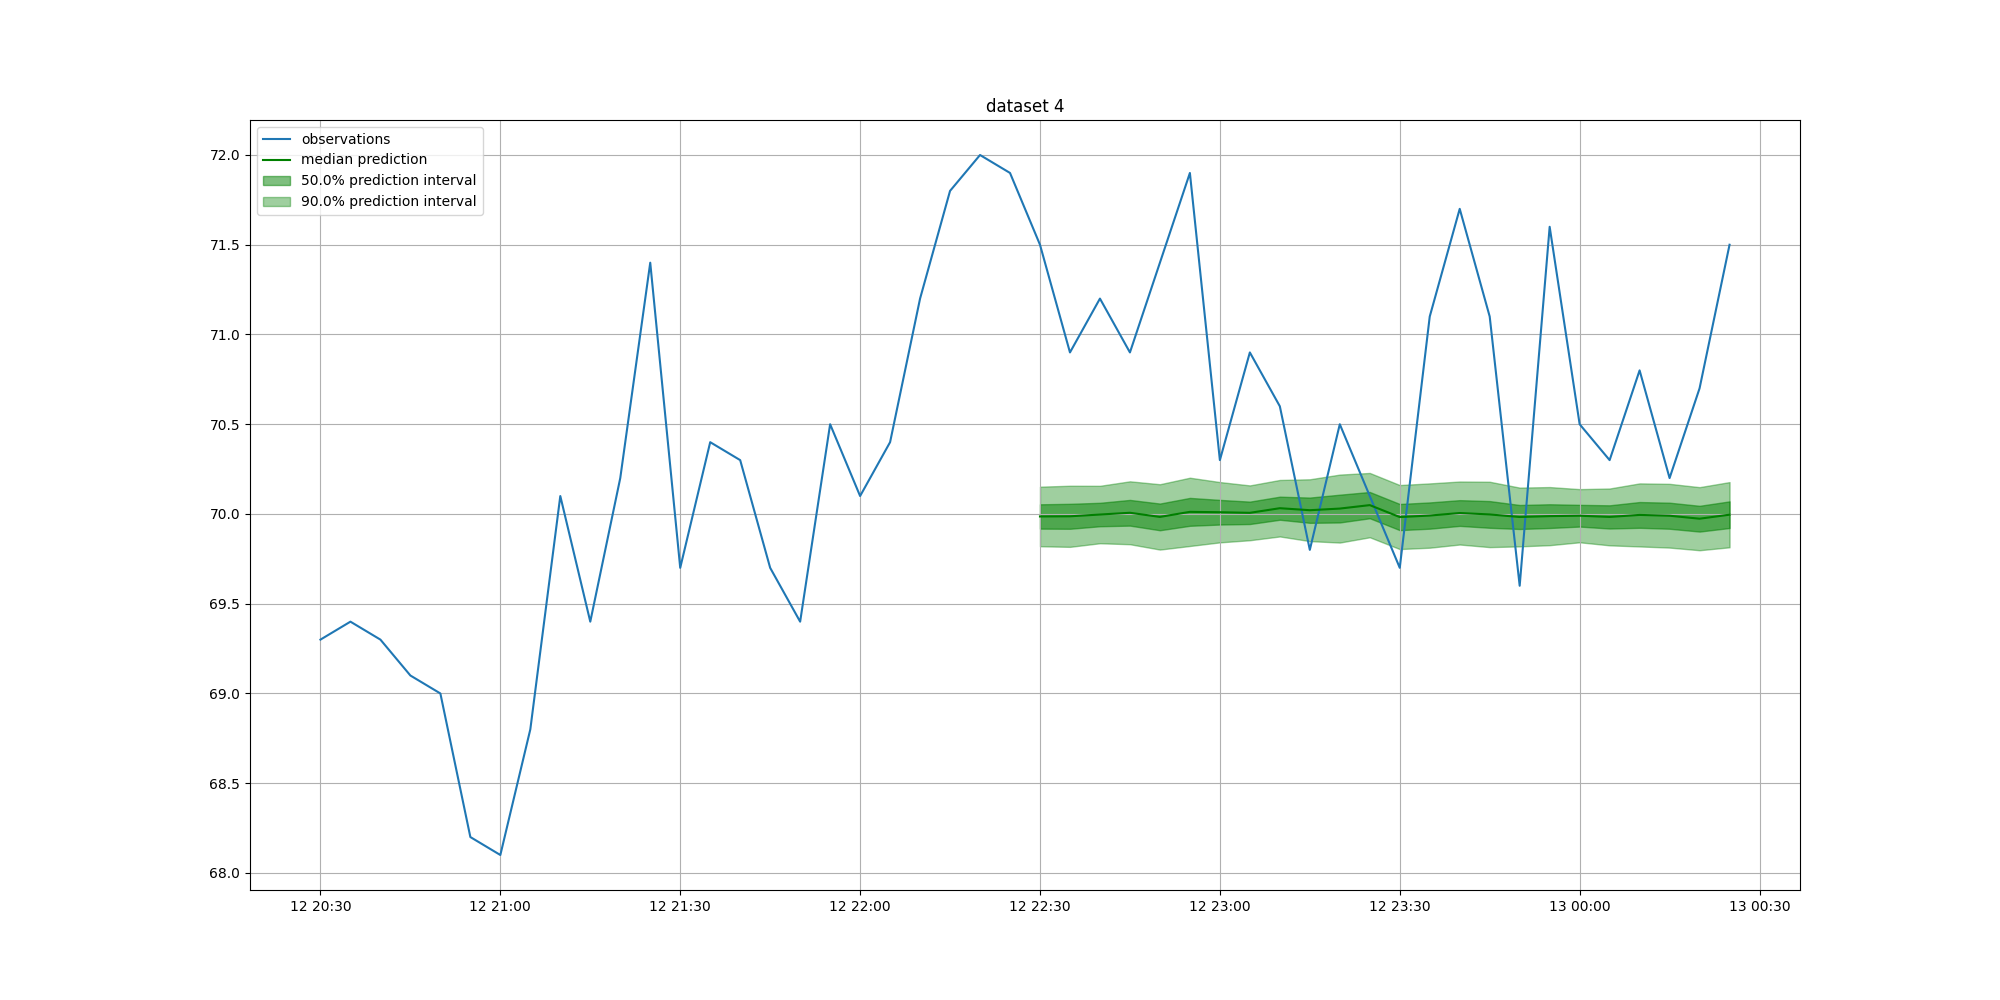 dataset 4
observations
median prediction
50.0% prediction interval
90.0% prediction interval
72.0
71.5
71.0
70.5
70.0
69.5
69.0
68.5
68.0
12 20:30 12 21:00 12 21:30 12 22:00 12 22:30 12 23:00 12 23:30 13 00:00 13 00:30